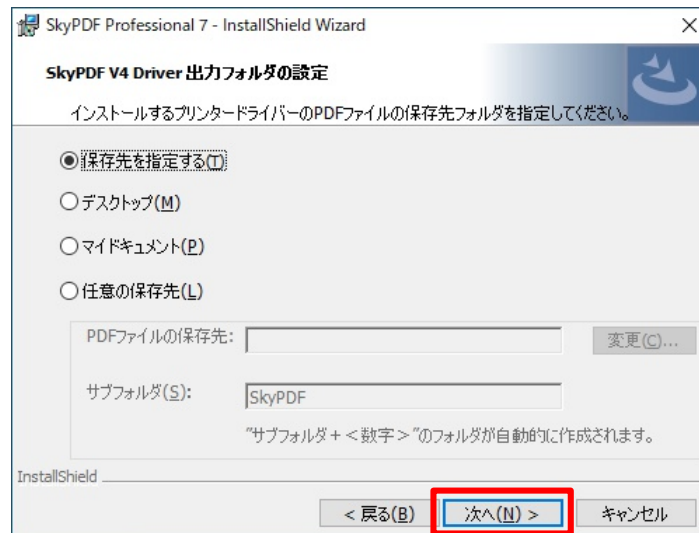 SkyPDF Professional 7 - InstallShield Wizard
SkyPDF V4 Driver 出力フォルダの設定
インストールするプリンタードライバーのPDFファイルの保存先フォルダを指定してください。
保存先を指定する(T)
デスクトップ(M)
マイドキュメント(P)
任意の保存先(L)
PDFファイルの保存先:
変更(C)...
サブフォルダ(S):
SkyPDF
"サブフォルダ+<数字>"のフォルダが自動的に作成されます。
InstallShield
< 戻る(B) 次へ(N) > キャンセル